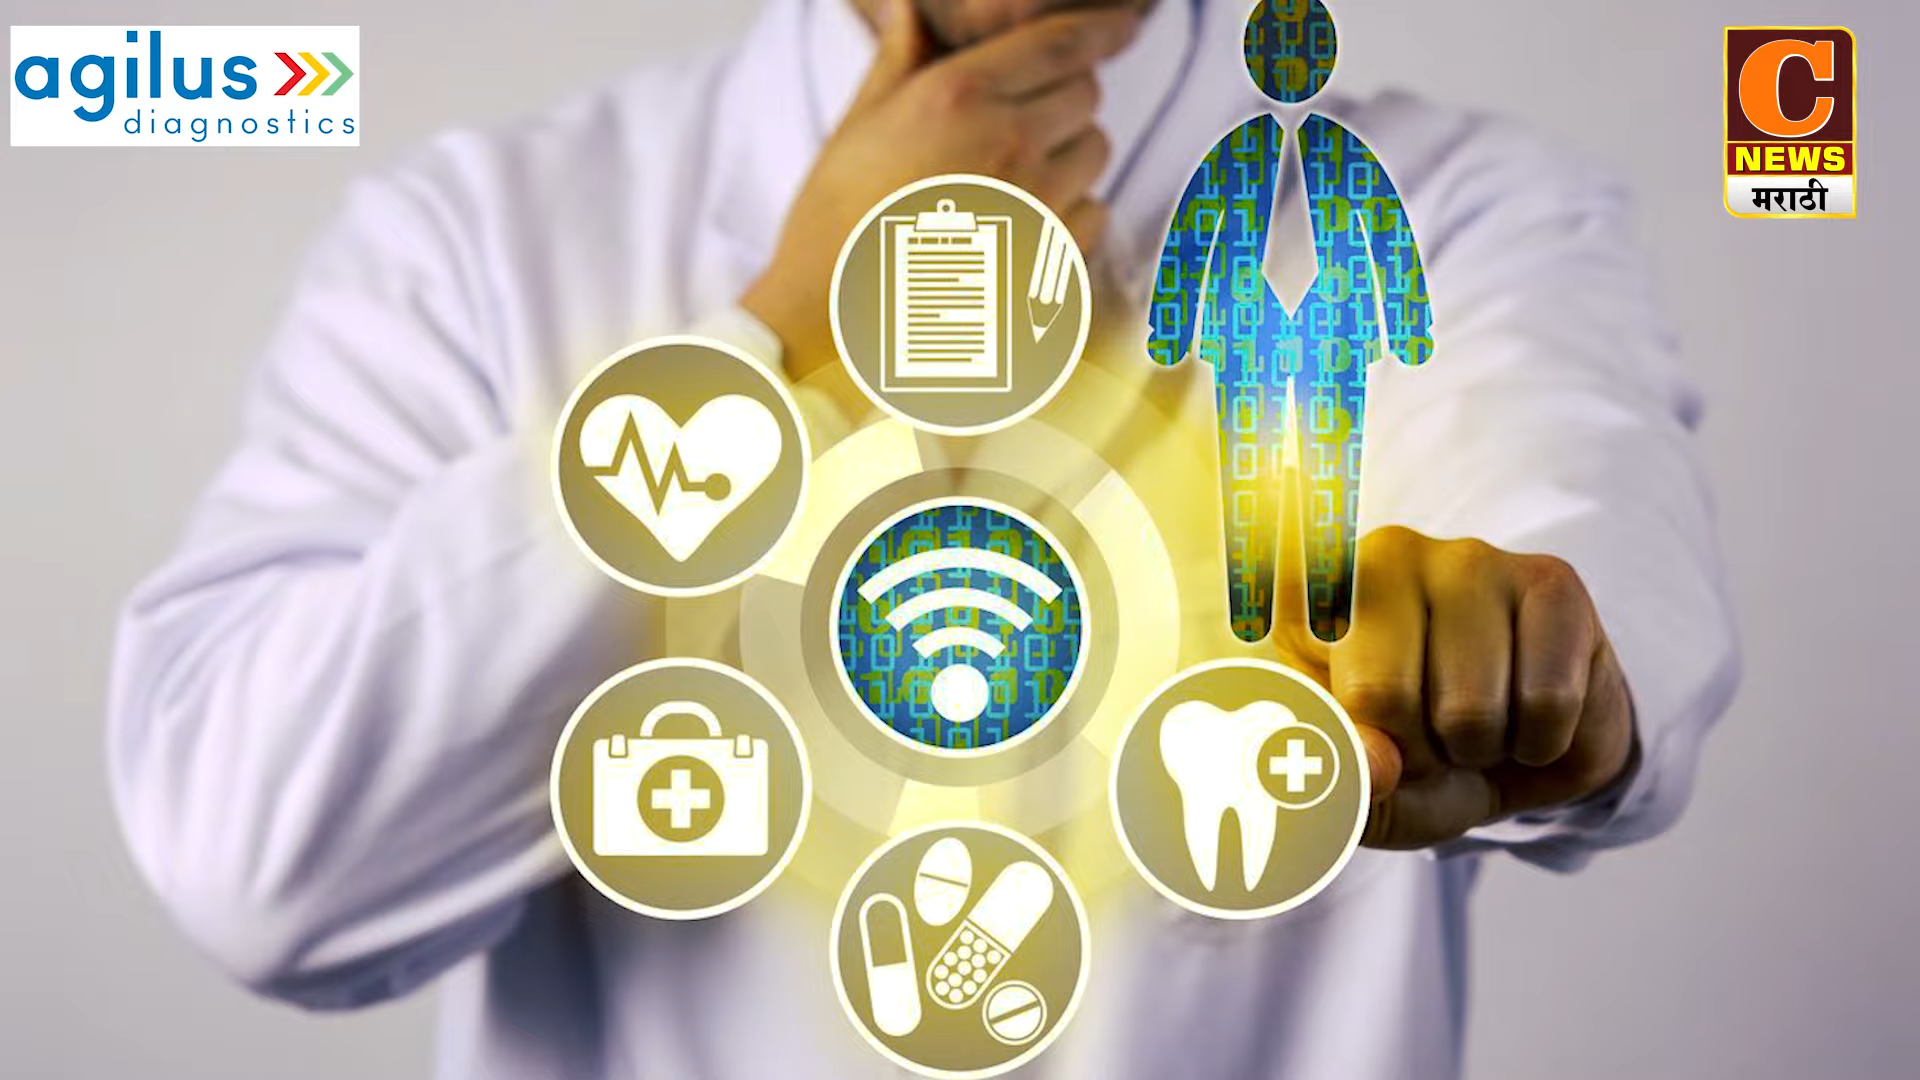 agilus
diagnostics
C
NEWS
मराठी